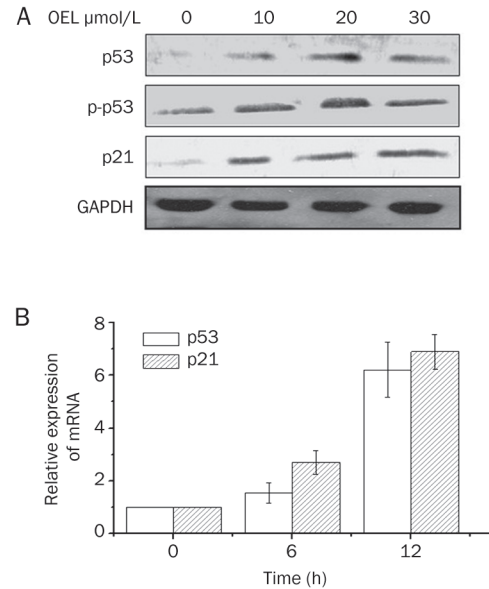 A
OEL μmol/L 0 10 20 30
p53
p-p53
p21
GAPDH
B
8
6
4
2
0
Relative expression
of mRNA
p53
p21
0 6 12
Time (h)